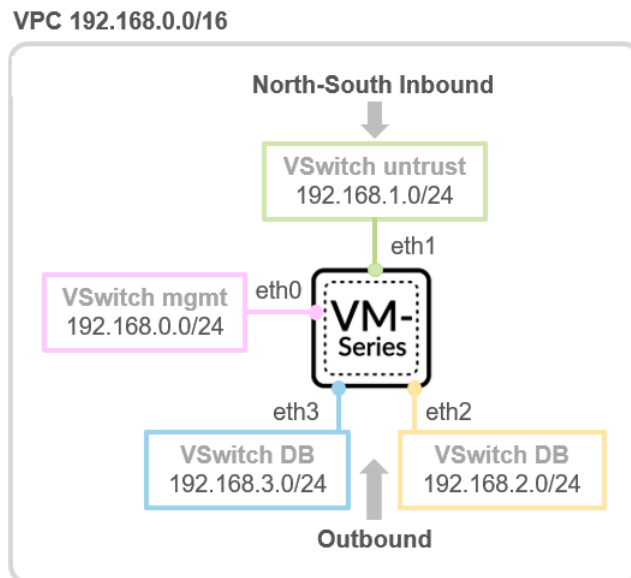 VPC 192.168.0.0/16
North-South Inbound
VSwitch untrust
192.168.1.0/24
eth1
VSwitch mgmt
192.168.0.0/24
eth0
VM-
Series
eth3
eth2
VSwitch DB
192.168.3.0/24
VSwitch DB
192.168.2.0/24
Outbound